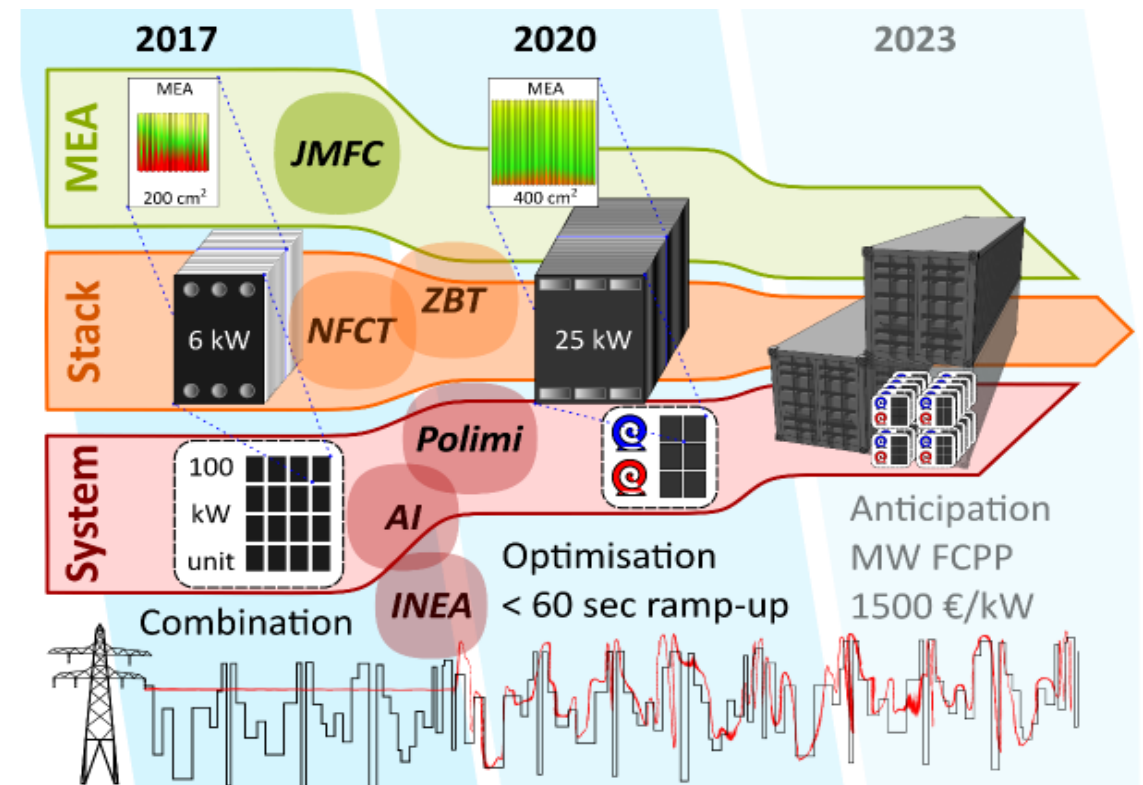 2017
2020
2023
MEA
MEA
200 cm²
JMFC
MEA
400 cm²
Stack
6 kW
NFCT
ZBT
25 kW
System
100
kW
unit
Polimi
AI
INEA
Combination
Optimisation
< 60 sec ramp-up
Anticipation
MW FCPP
1500 €/kW